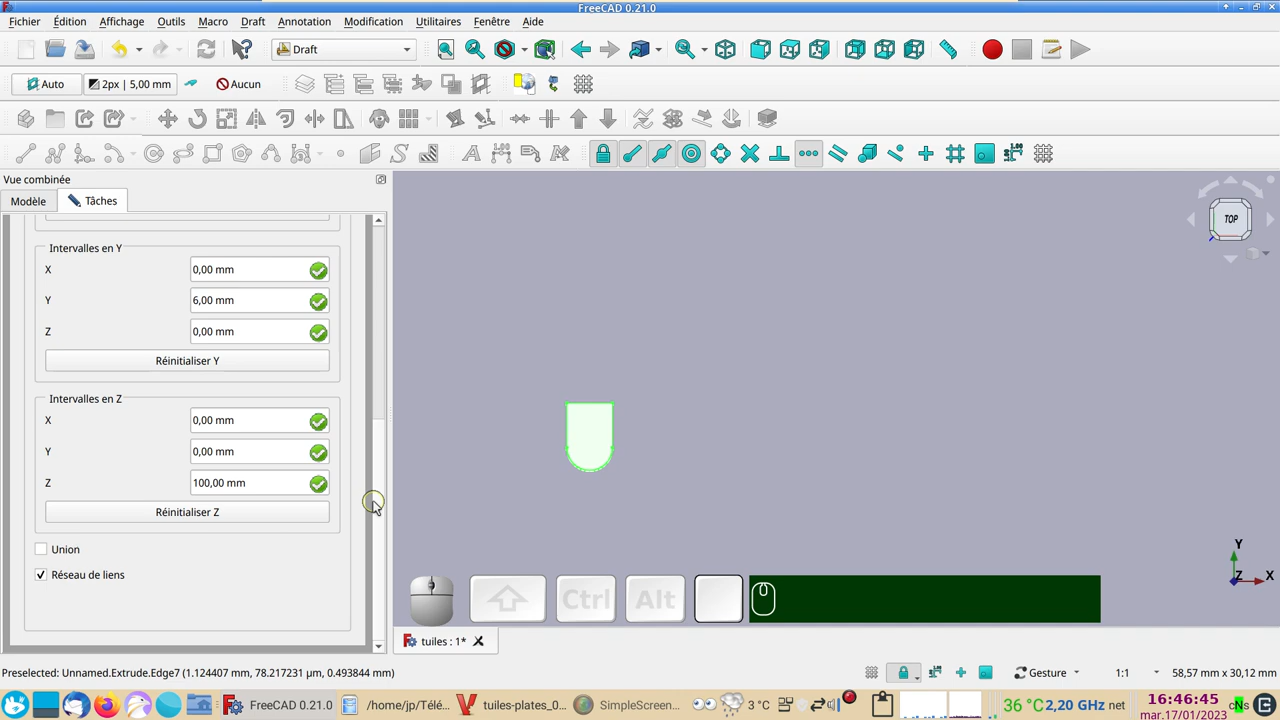 FreeCAD 0.21.0
Fichier Édition Affichage Outils Macro Draft Annotation Modification Utilitaires Fenêtre Aide
Draft
Auto 2px | 5,00 mm Aucun
Vue combinée
Modèle Tâches
TOP
Intervalles en Y
X 0,00 mm
Y 6,00 mm
Z 0,00 mm
Réinitialiser Y
Intervalles en Z
X 0,00 mm
Y 0,00 mm
Z 100,00 mm
Réinitialiser Z
Union
Réseau de liens
Y
Z X
Ctrl Alt
tuiles : 1*
Preselected: Unnamed.Extrude.Edge7 (1.124407 mm, 78.217231 µm, 0.493844 mm) Gesture 1:1 58,57 mm x 30,12 mm
FreeCAD 0.21.0 /home/jp/Télé... tuiles-plates_0... SimpleScreen... 3 °C 36 °C 2,20 GHz net 16:46:45
mar.17/01/2023